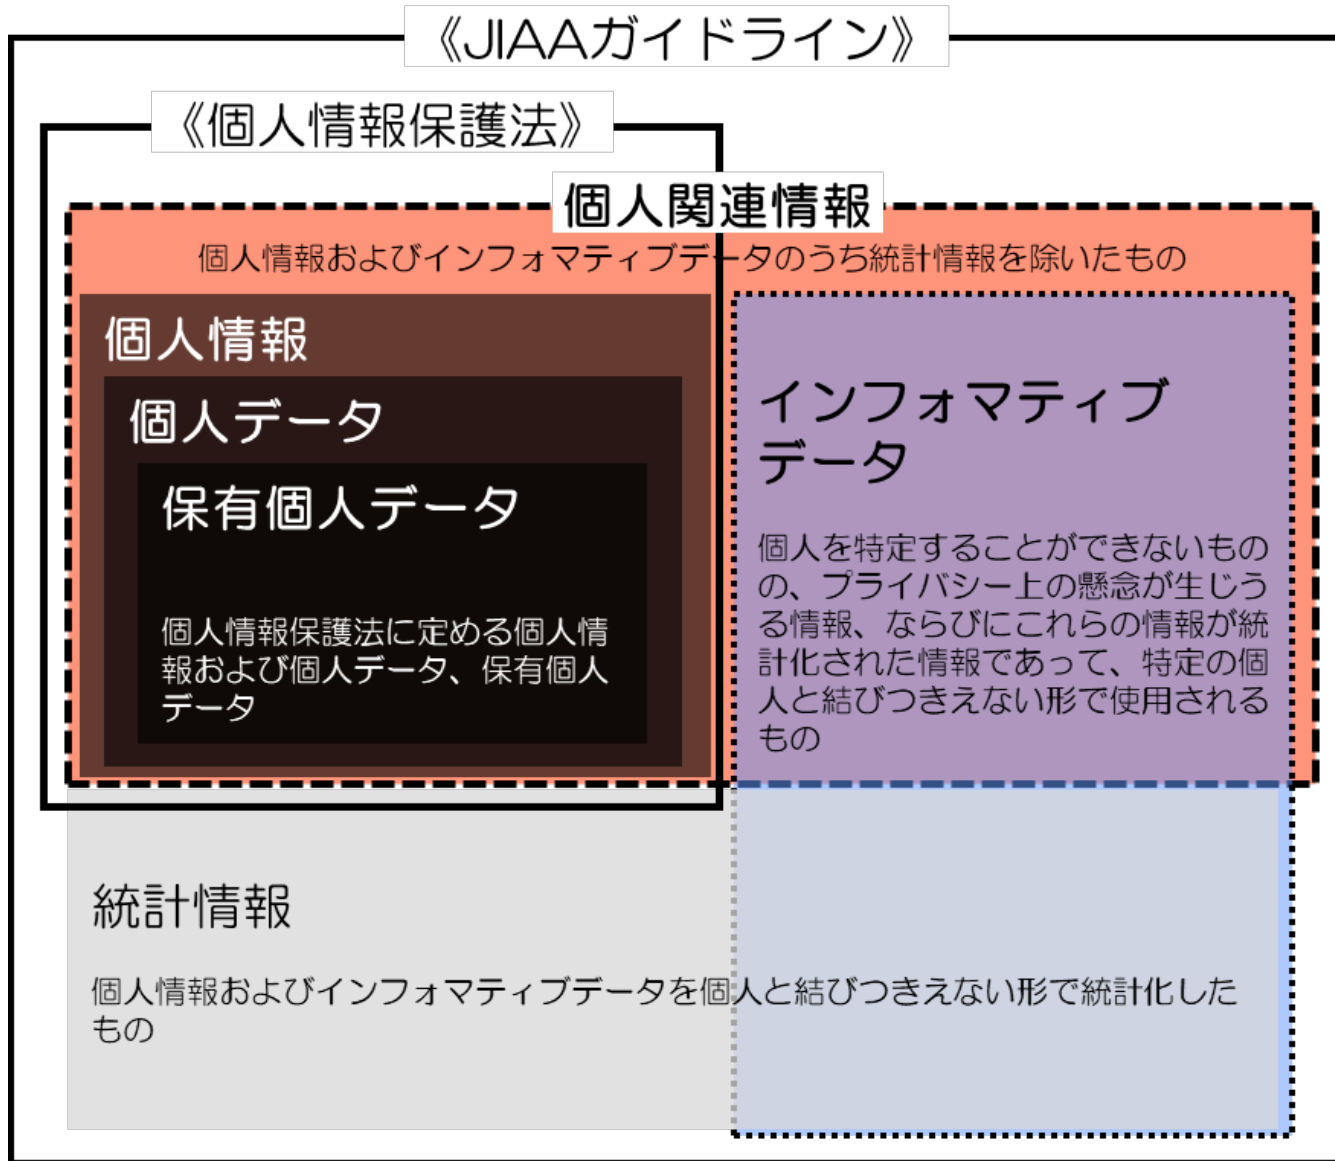 《JIAAガイドライン》
《個人情報保護法》
個人関連情報
個人情報およびインフォマティブデータのうち統計情報を除いたもの
個人情報
個人データ
保有個人データ
個人情報保護法に定める個人情
報および個人データ、保有個人
データ
インフォマティブ
データ
個人を特定することができないもの
の、プライバシー上の懸念が生じう
る情報、ならびにこれらの情報が統
計化された情報であって、特定の個
人と結びつきえない形で使用される
もの
統計情報
個人情報およびインフォマティブデータを個人と結びつきえない形で統計化した
もの